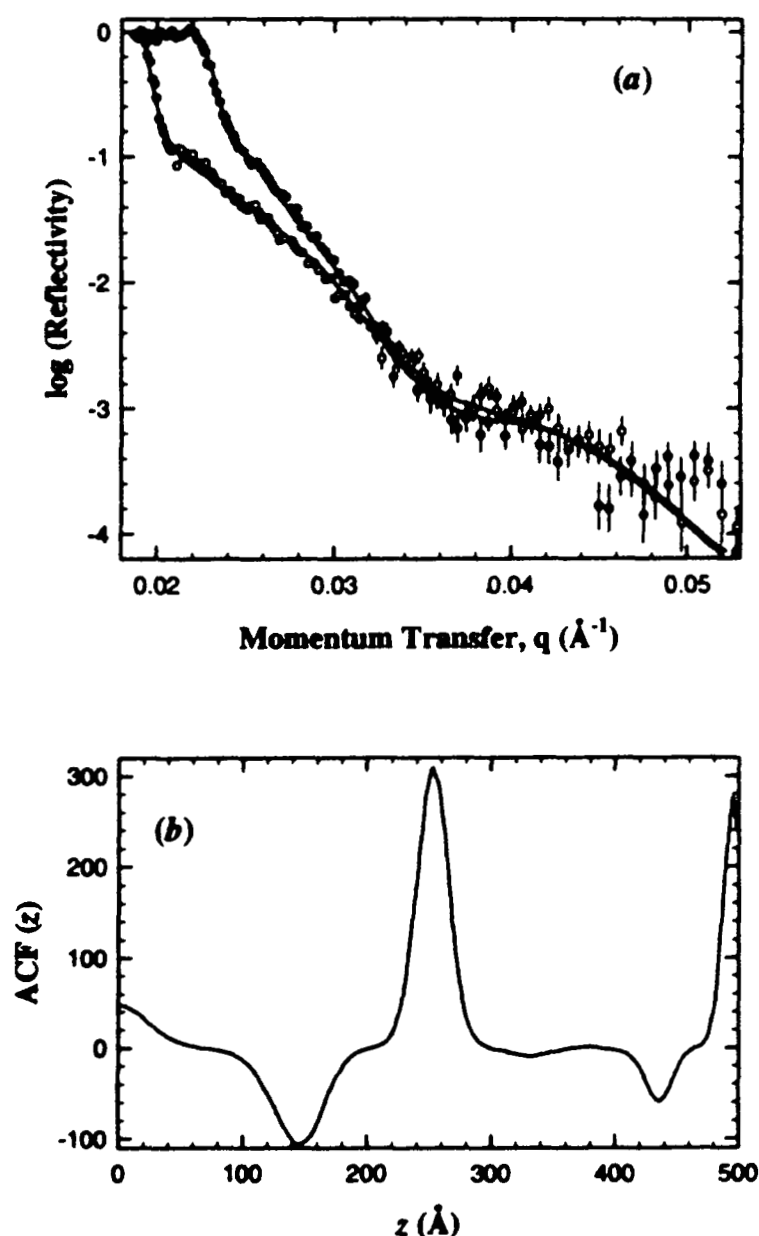 (a)
0
-1
-2
-3
-4
log (Reflectivity)
0.02 0.03 0.04 0.05
Momentum Transfer, q (Å-1)
(b)
300
200
100
0
-100
ACF (z)
0 100 200 300 400 500
z (Å)